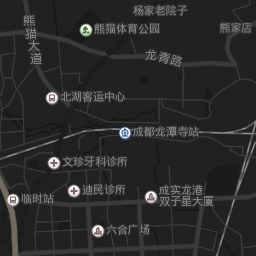 杨家老院子
熊猫体育公园
熊家店
熊猫大道
龙青路
北湖客运中心
成都龙潭寺站
文珍牙科诊所
迪民诊所
成实龙港
双子星大厦
临时站
六合广场